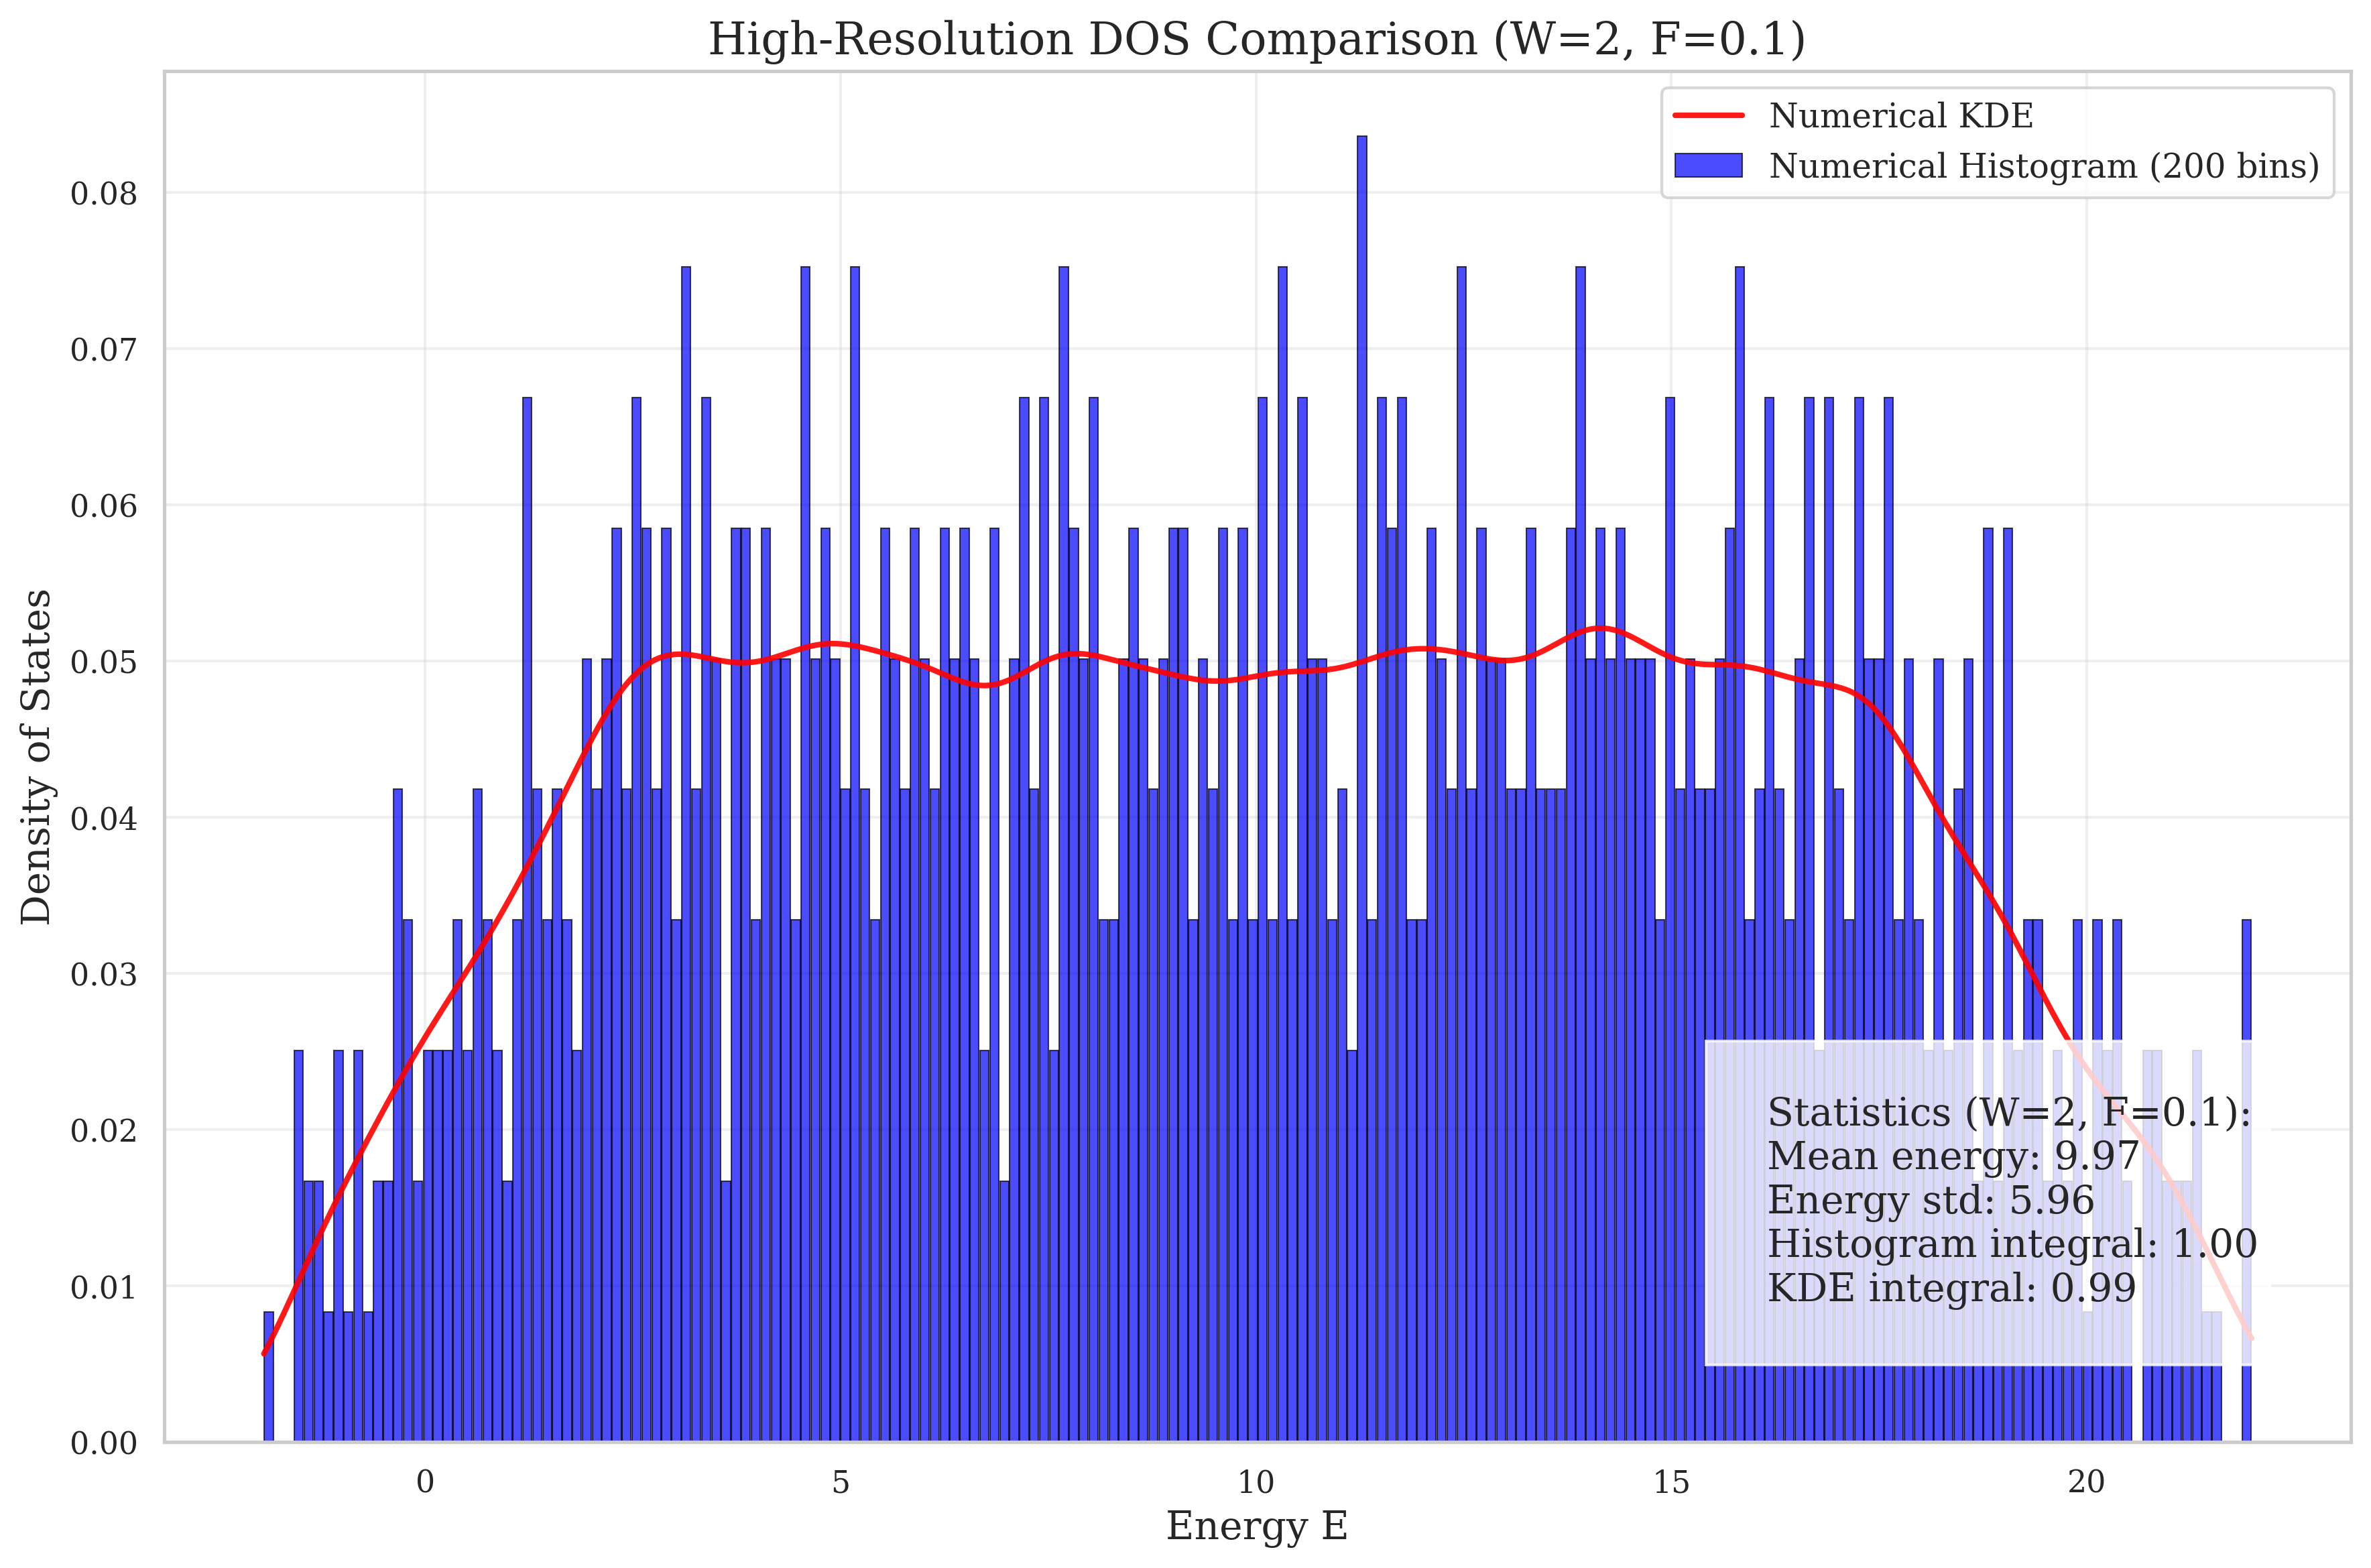 High-Resolution DOS Comparison (W=2, F=0.1)
Numerical KDE
Numerical Histogram (200 bins)
Density of States
0.08
0.07
0.06
0.05
0.04
0.03
0.02
0.01
0.00
Statistics (W=2, F=0.1):
Mean energy: 9.97
Energy std: 5.96
Histogram integral: 1.00
KDE integral: 0.99
0 5 10 15 20
Energy E